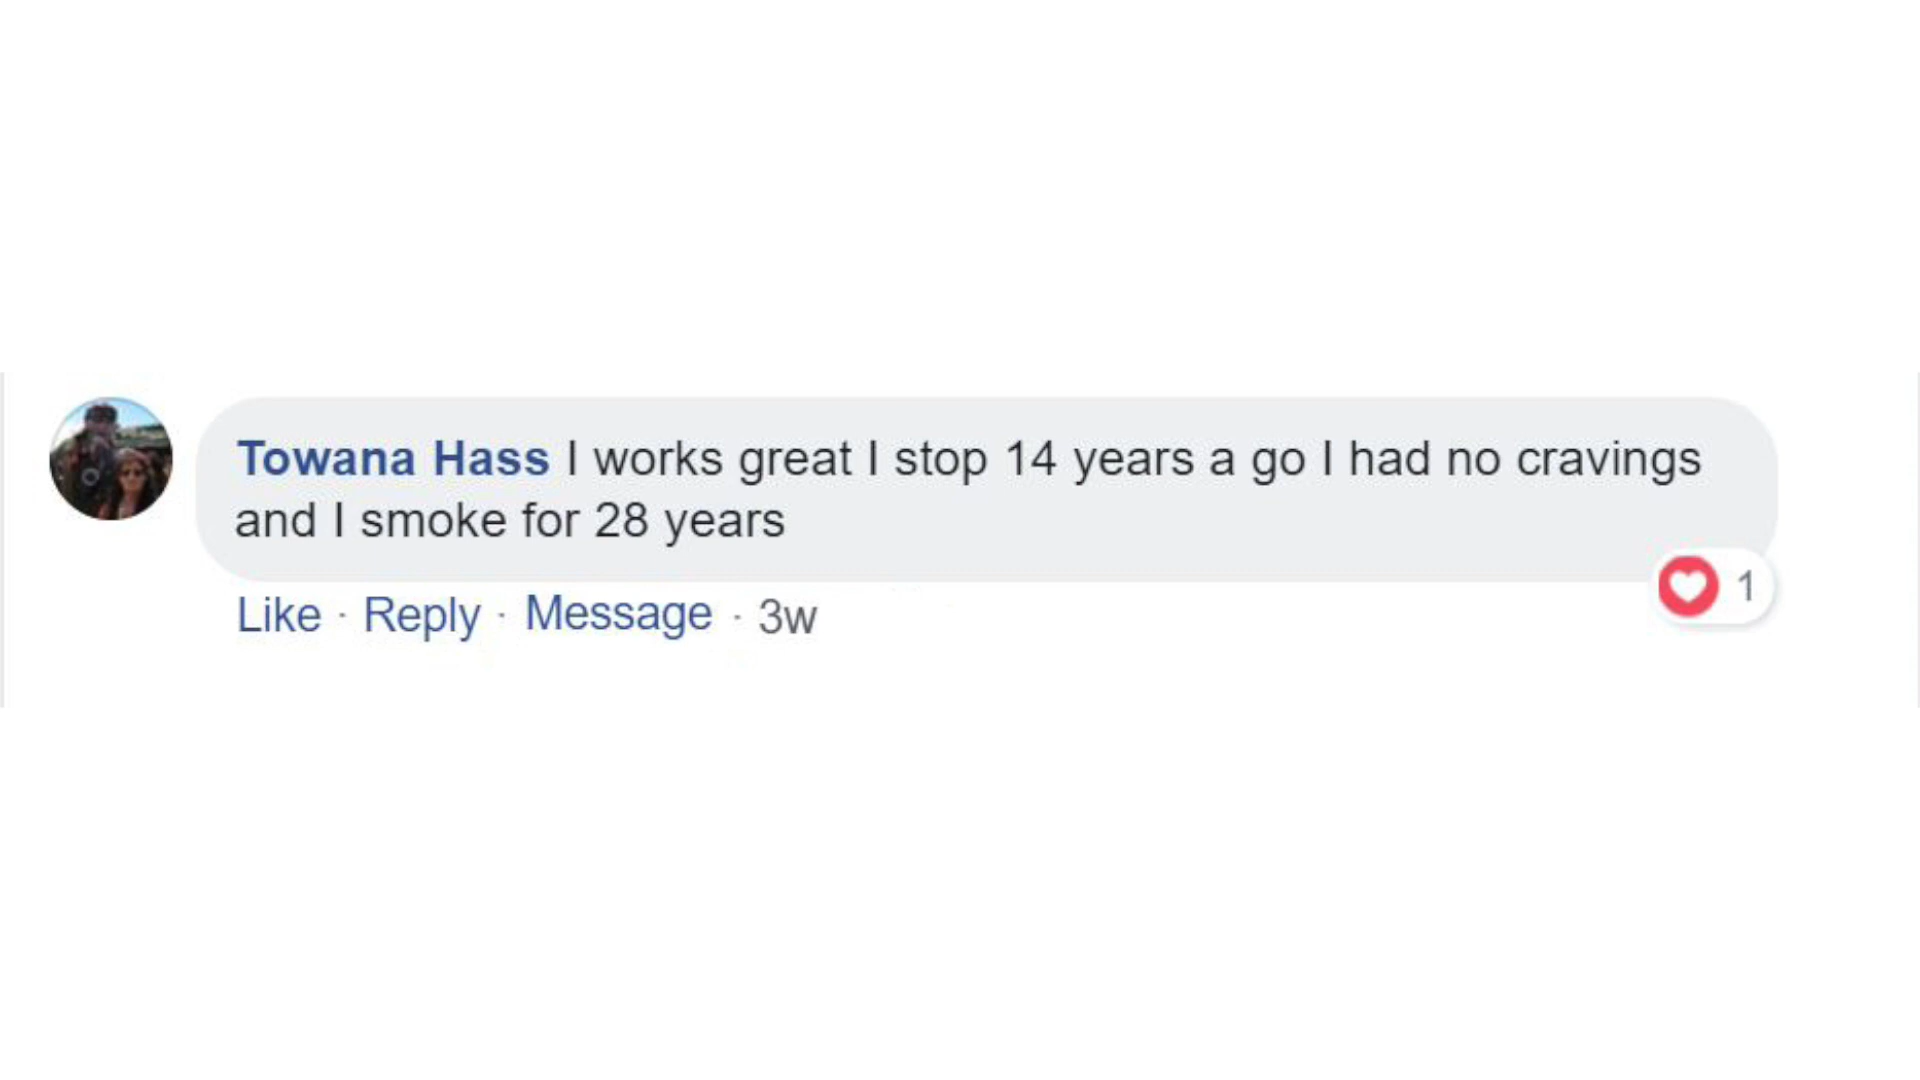 Towana Hass I works great I stop 14 years a go I had no cravings
and I smoke for 28 years
1
Like · Reply · Message · 3w